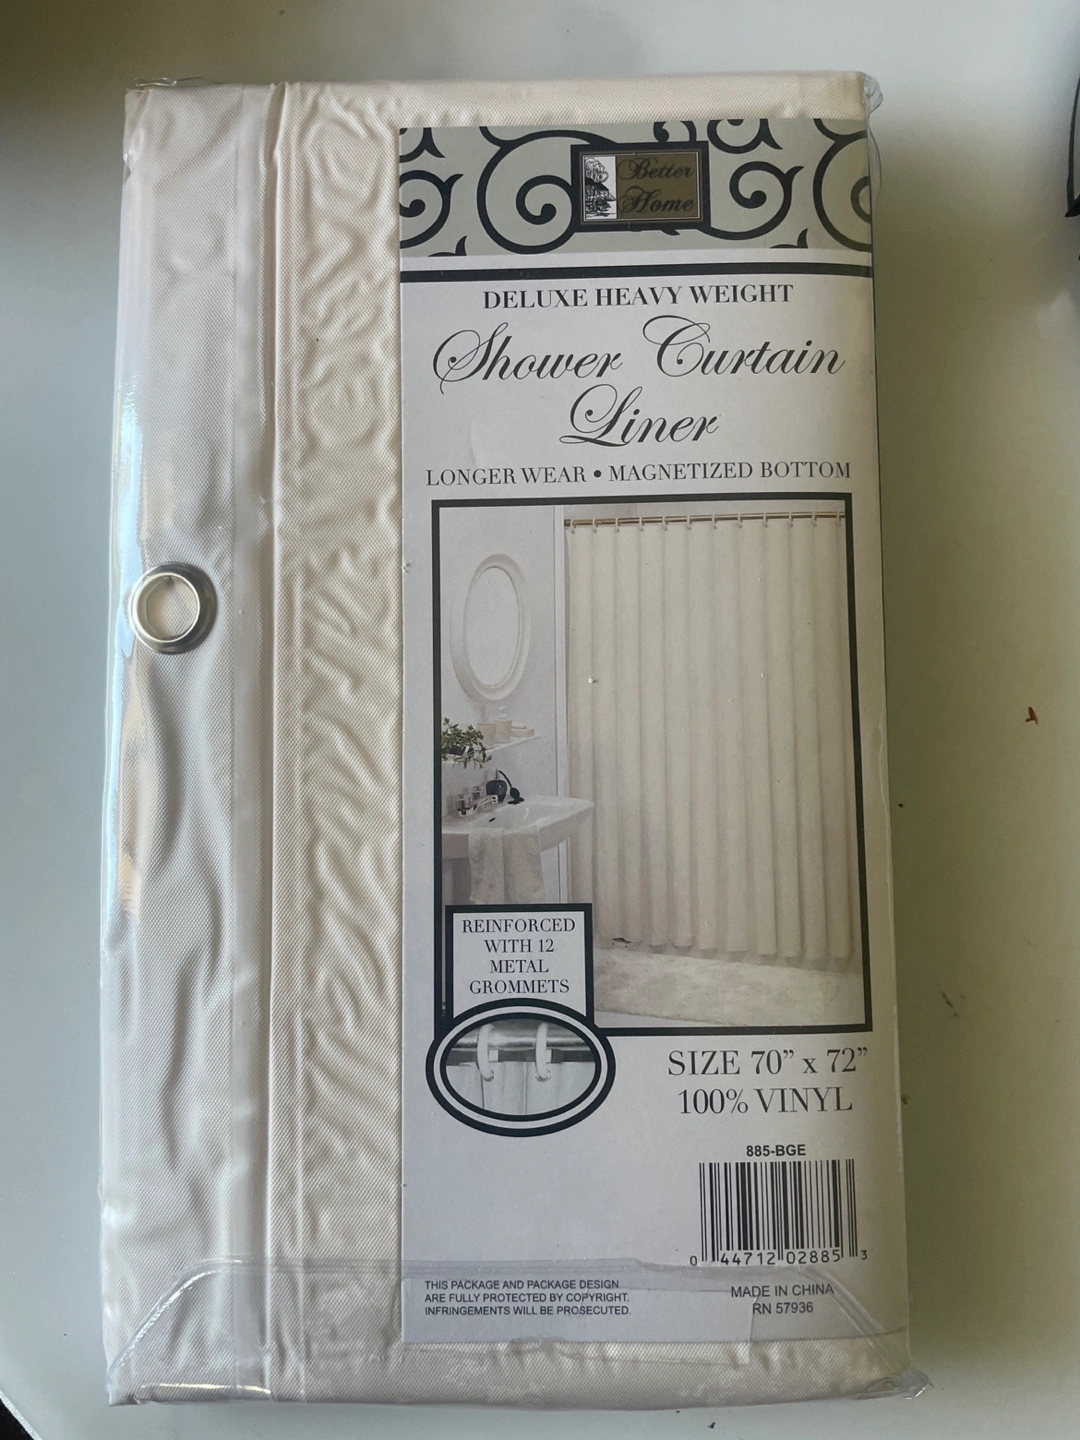 Better
Home
DELUXE HEAVY WEIGHT
Shower Curtain
Liner
LONGER WEAR • MAGNETIZED BOTTOM
REINFORCED
WITH 12
METAL
GROMMETS
SIZE 70” x 72”
100% VINYL
885-BGE
0 44712 02885 3
THIS PACKAGE AND PACKAGE DESIGN
ARE FULLY PROTECTED BY COPYRIGHT.
INFRINGEMENTS WILL BE PROSECUTED.
MADE IN CHINA
RN 57936